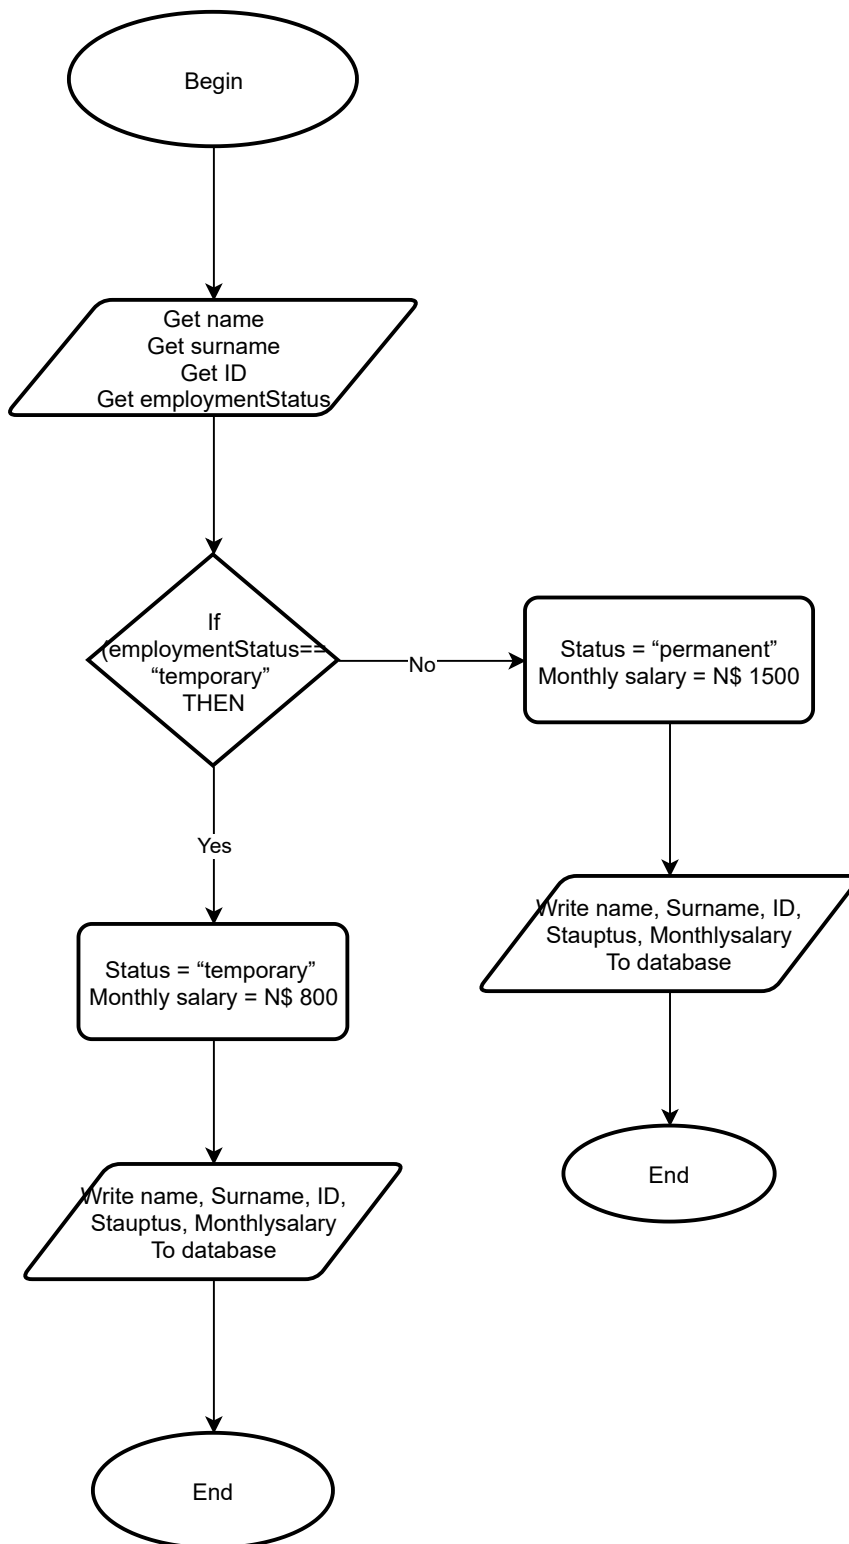 Begin
Get name
Get surname
Get ID
Get employmentStatus
If
(employmentStatus==
“temporary”
THEN
No
Status = “permanent”
Monthly salary = N$ 1500
Yes
Write name, Surname, ID,
Stauptus, Monthlysalary
To database
Status = “temporary”
Monthly salary = N$ 800
End
Write name, Surname, ID,
Stauptus, Monthlysalary
To database
End